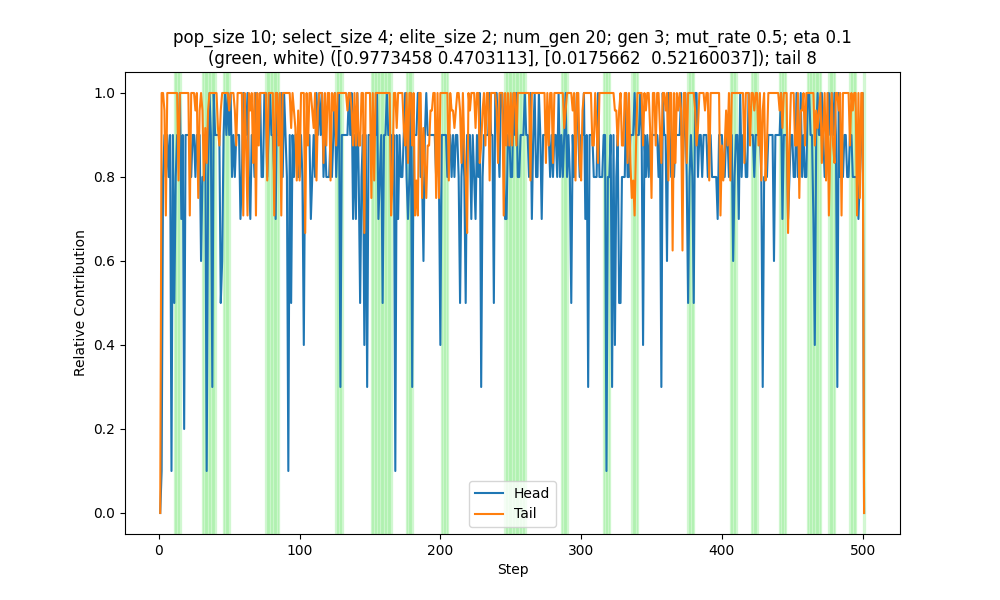 pop_size 10; select_size 4; elite_size 2; num_gen 20; gen 3; mut_rate 0.5; eta 0.1
(green, white) ([0.9773458 0.4703113], [0.0175662  0.52160037]); tail 8
1.0
0.8
0.6
0.4
0.2
0.0
Relative Contribution
Head
Tail
0
100
200
300
400
500
Step